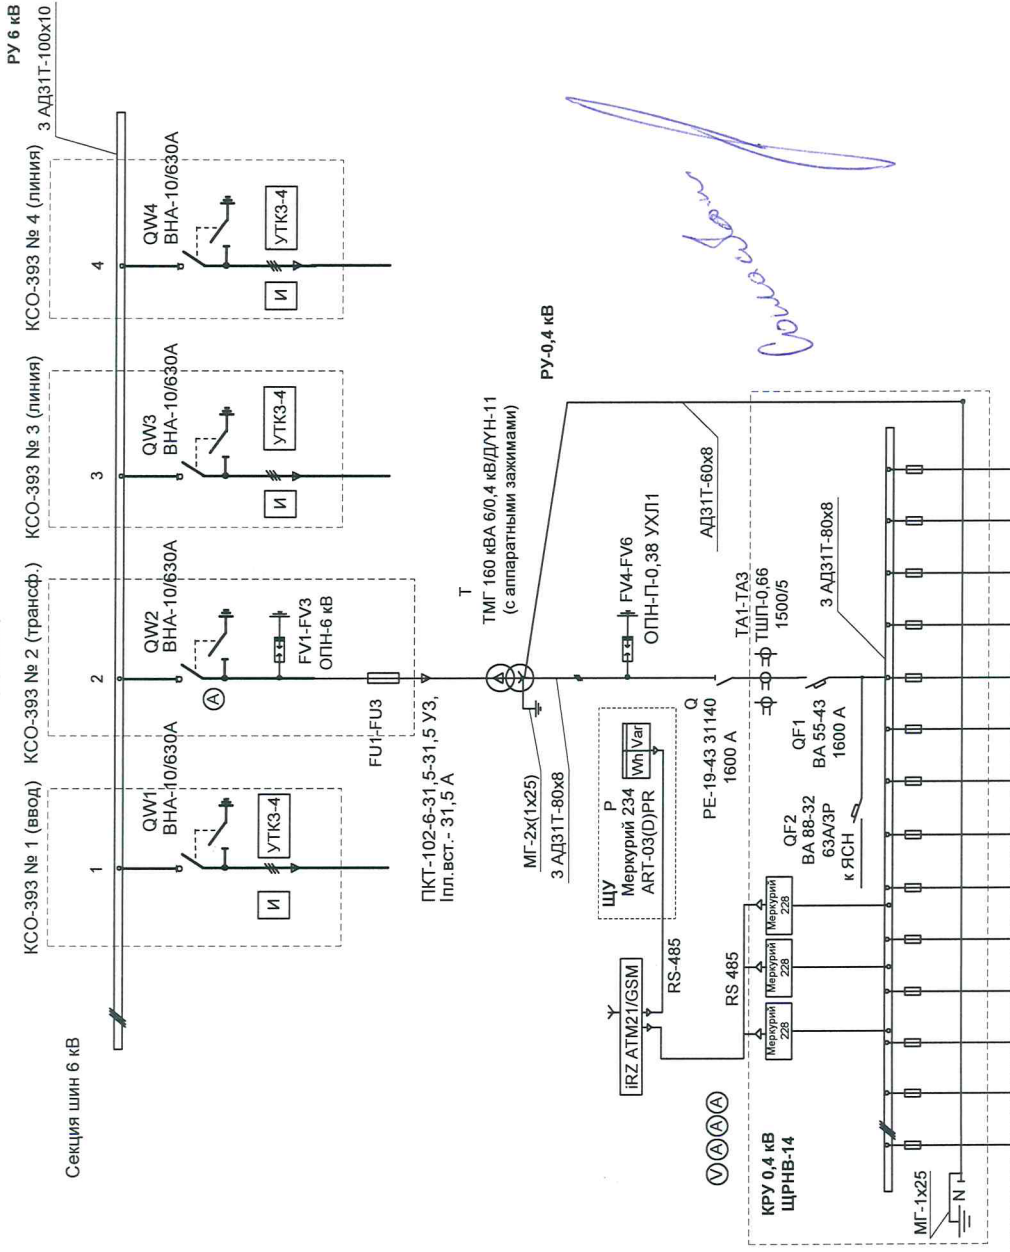 РУ 6 кВ
3 АД31Т-100х10
Секция шин 6 кВ
КСО-393 № 1 (ввод)
1
QW1
ВНА-10/630А
УТКЗ-4
И
КСО-393 № 2 (трансф.)
2
QW2
ВНА-10/630А
А
FV1-FV3
ОПН-6 кВ
FU1-FU3
ПКТ-102-6-31,5-31,5 У3,
Iпл.вст.- 31,5 А
КСО-393 № 3 (линия)
3
QW3
ВНА-10/630А
УТКЗ-4
И
КСО-393 № 4 (линия)
4
QW4
ВНА-10/630А
УТКЗ-4
И
Т
ТМГ 160 кВА 6/0,4 кВ/Д/YН-11
(с аппаратными зажимами)
РУ-0,4 кВ
МГ-2х(1х25)
3 АД31Т-80х8
FV4-FV6
ОПН-П-0,38 УХЛ1
АД31Т-60х8
ЩУ
Р
Меркурий 234
ART-03(D)PR
Wh Var
Q
РЕ-19-43 31140
1600 А
ТА1-ТА3
ТШП-0,66
1500/5
3 АД31Т-80х8
QF1
ВА 55-43
1600 А
QF2
ВА 88-32
63А/3Р
к ЯСН
iRZ ATM21/GSM
RS-485
RS 485
Меркурий
228
Меркурий
228
Меркурий
228
V A A A
КРУ 0,4 кВ
ЩРНВ-14
МГ-1х25
N
Согласовано